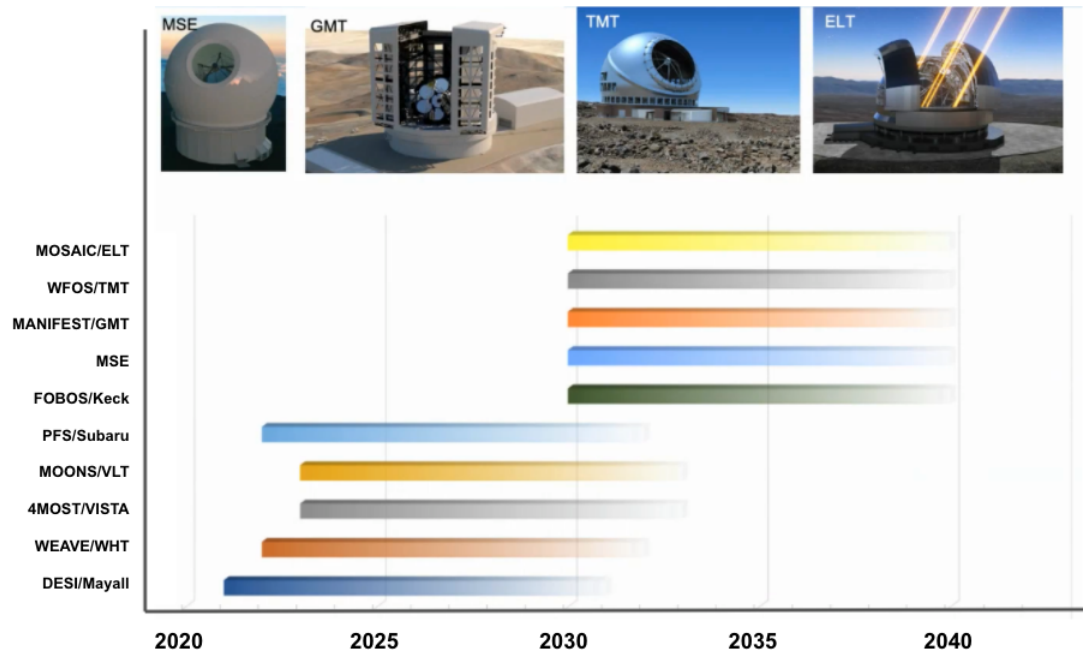 MSE
GMT
TMT
ELT
MOSAIC/ELT
WFOS/TMT
MANIFEST/GMT
MSE
FOBOS/Keck
PFS/Subaru
MOONS/VLT
4MOST/VISTA
WEAVE/WHT
DESI/Mayall
2020 2025 2030 2035 2040